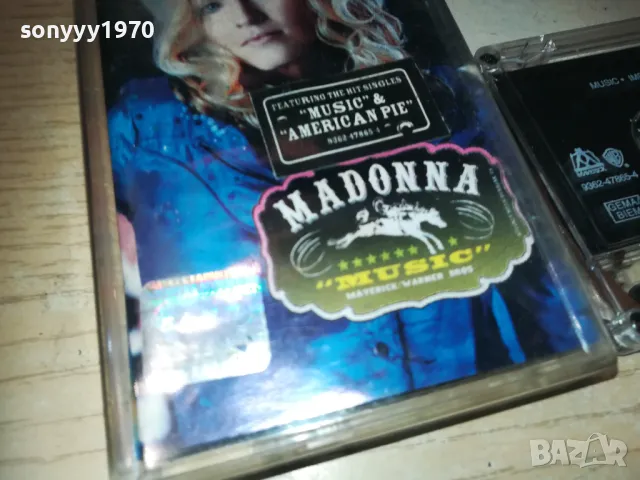 sonyyy1970
FEATURING THE HIT SINGLES
"MUSIC" &
"AMERICAN PIE"
9362-47865-4
MADONNA
"MUSIC"
MAVERICK/WARNER BROS
MUSIC •
9362-47865-4
GEMA/
BIEM
BAZAR